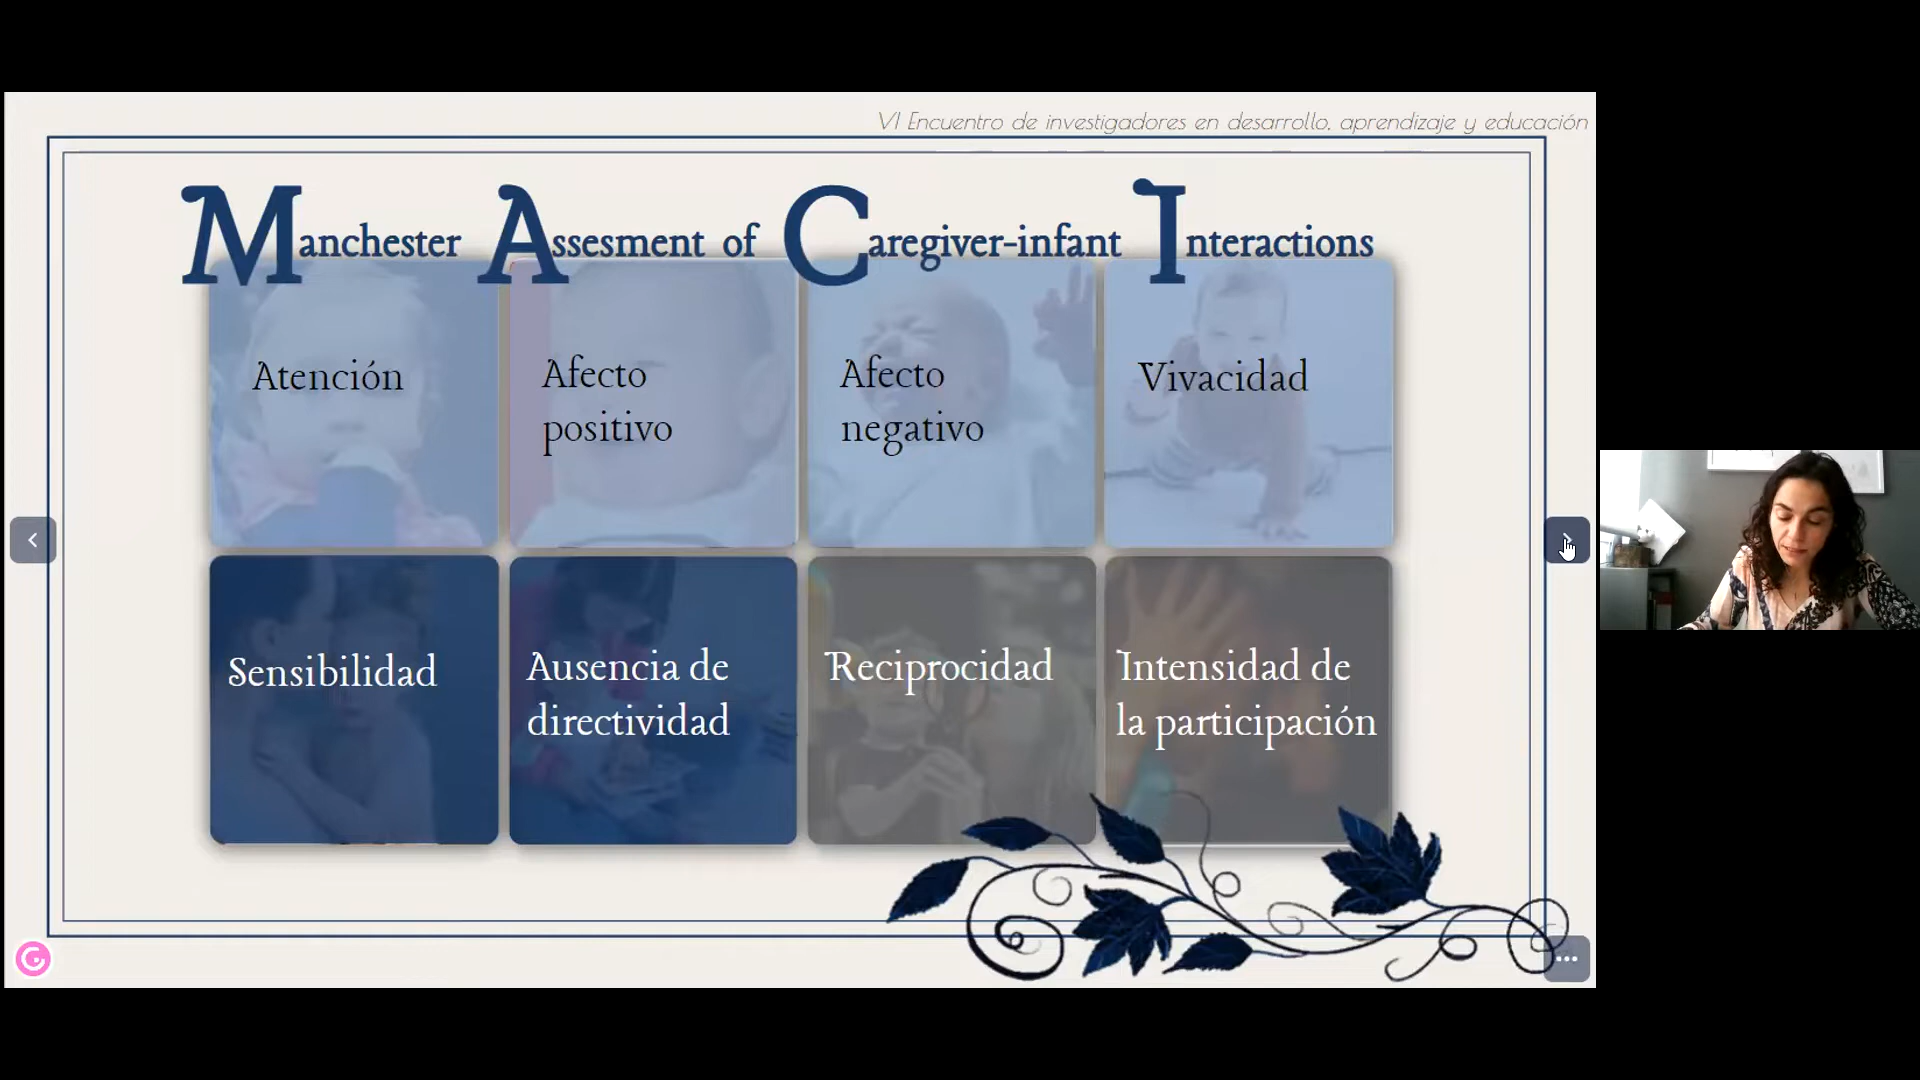 VI Encuentro de investigadores en desarrollo, aprendizaje y educación
Manchester Assesment of Caregiver-infant Interactions
Atención
Afecto
positivo
Afecto
negativo
Vivacidad
Sensibilidad
Ausencia de
directividad
Reciprocidad
Intensidad de
la participación